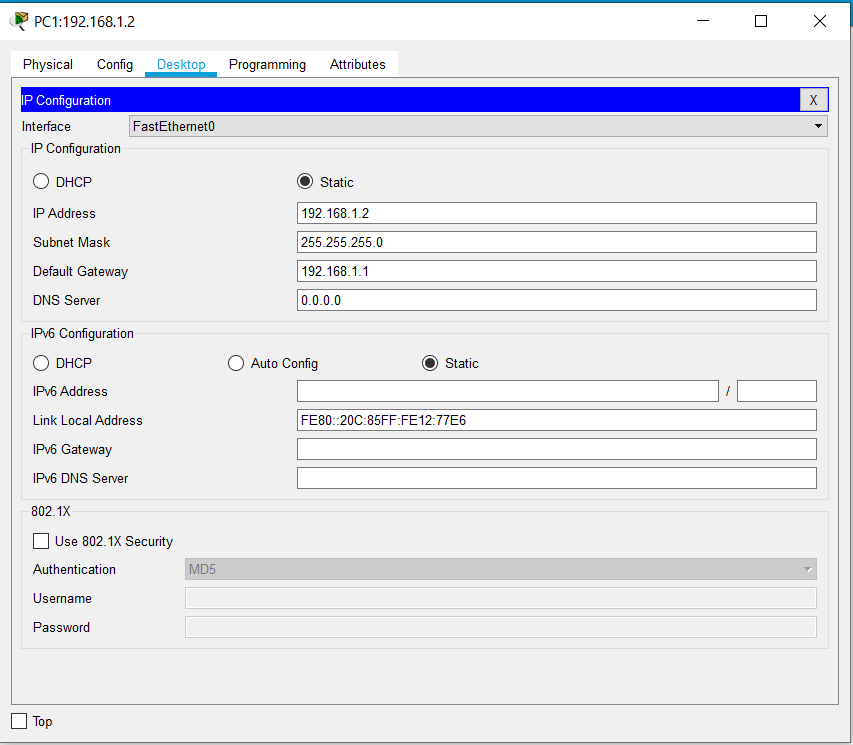 PC1:192.168.1.2
Physical Config Desktop Programming Attributes
IP Configuration X
Interface FastEthernet0
IP Configuration
DHCP Static
IP Address 192.168.1.2
Subnet Mask 255.255.255.0
Default Gateway 192.168.1.1
DNS Server 0.0.0.0
IPv6 Configuration
DHCP Auto Config Static
IPv6 Address /
Link Local Address FE80::20C:85FF:FE12:77E6
IPv6 Gateway
IPv6 DNS Server
802.1X
Use 802.1X Security
Authentication MD5
Username
Password
Top